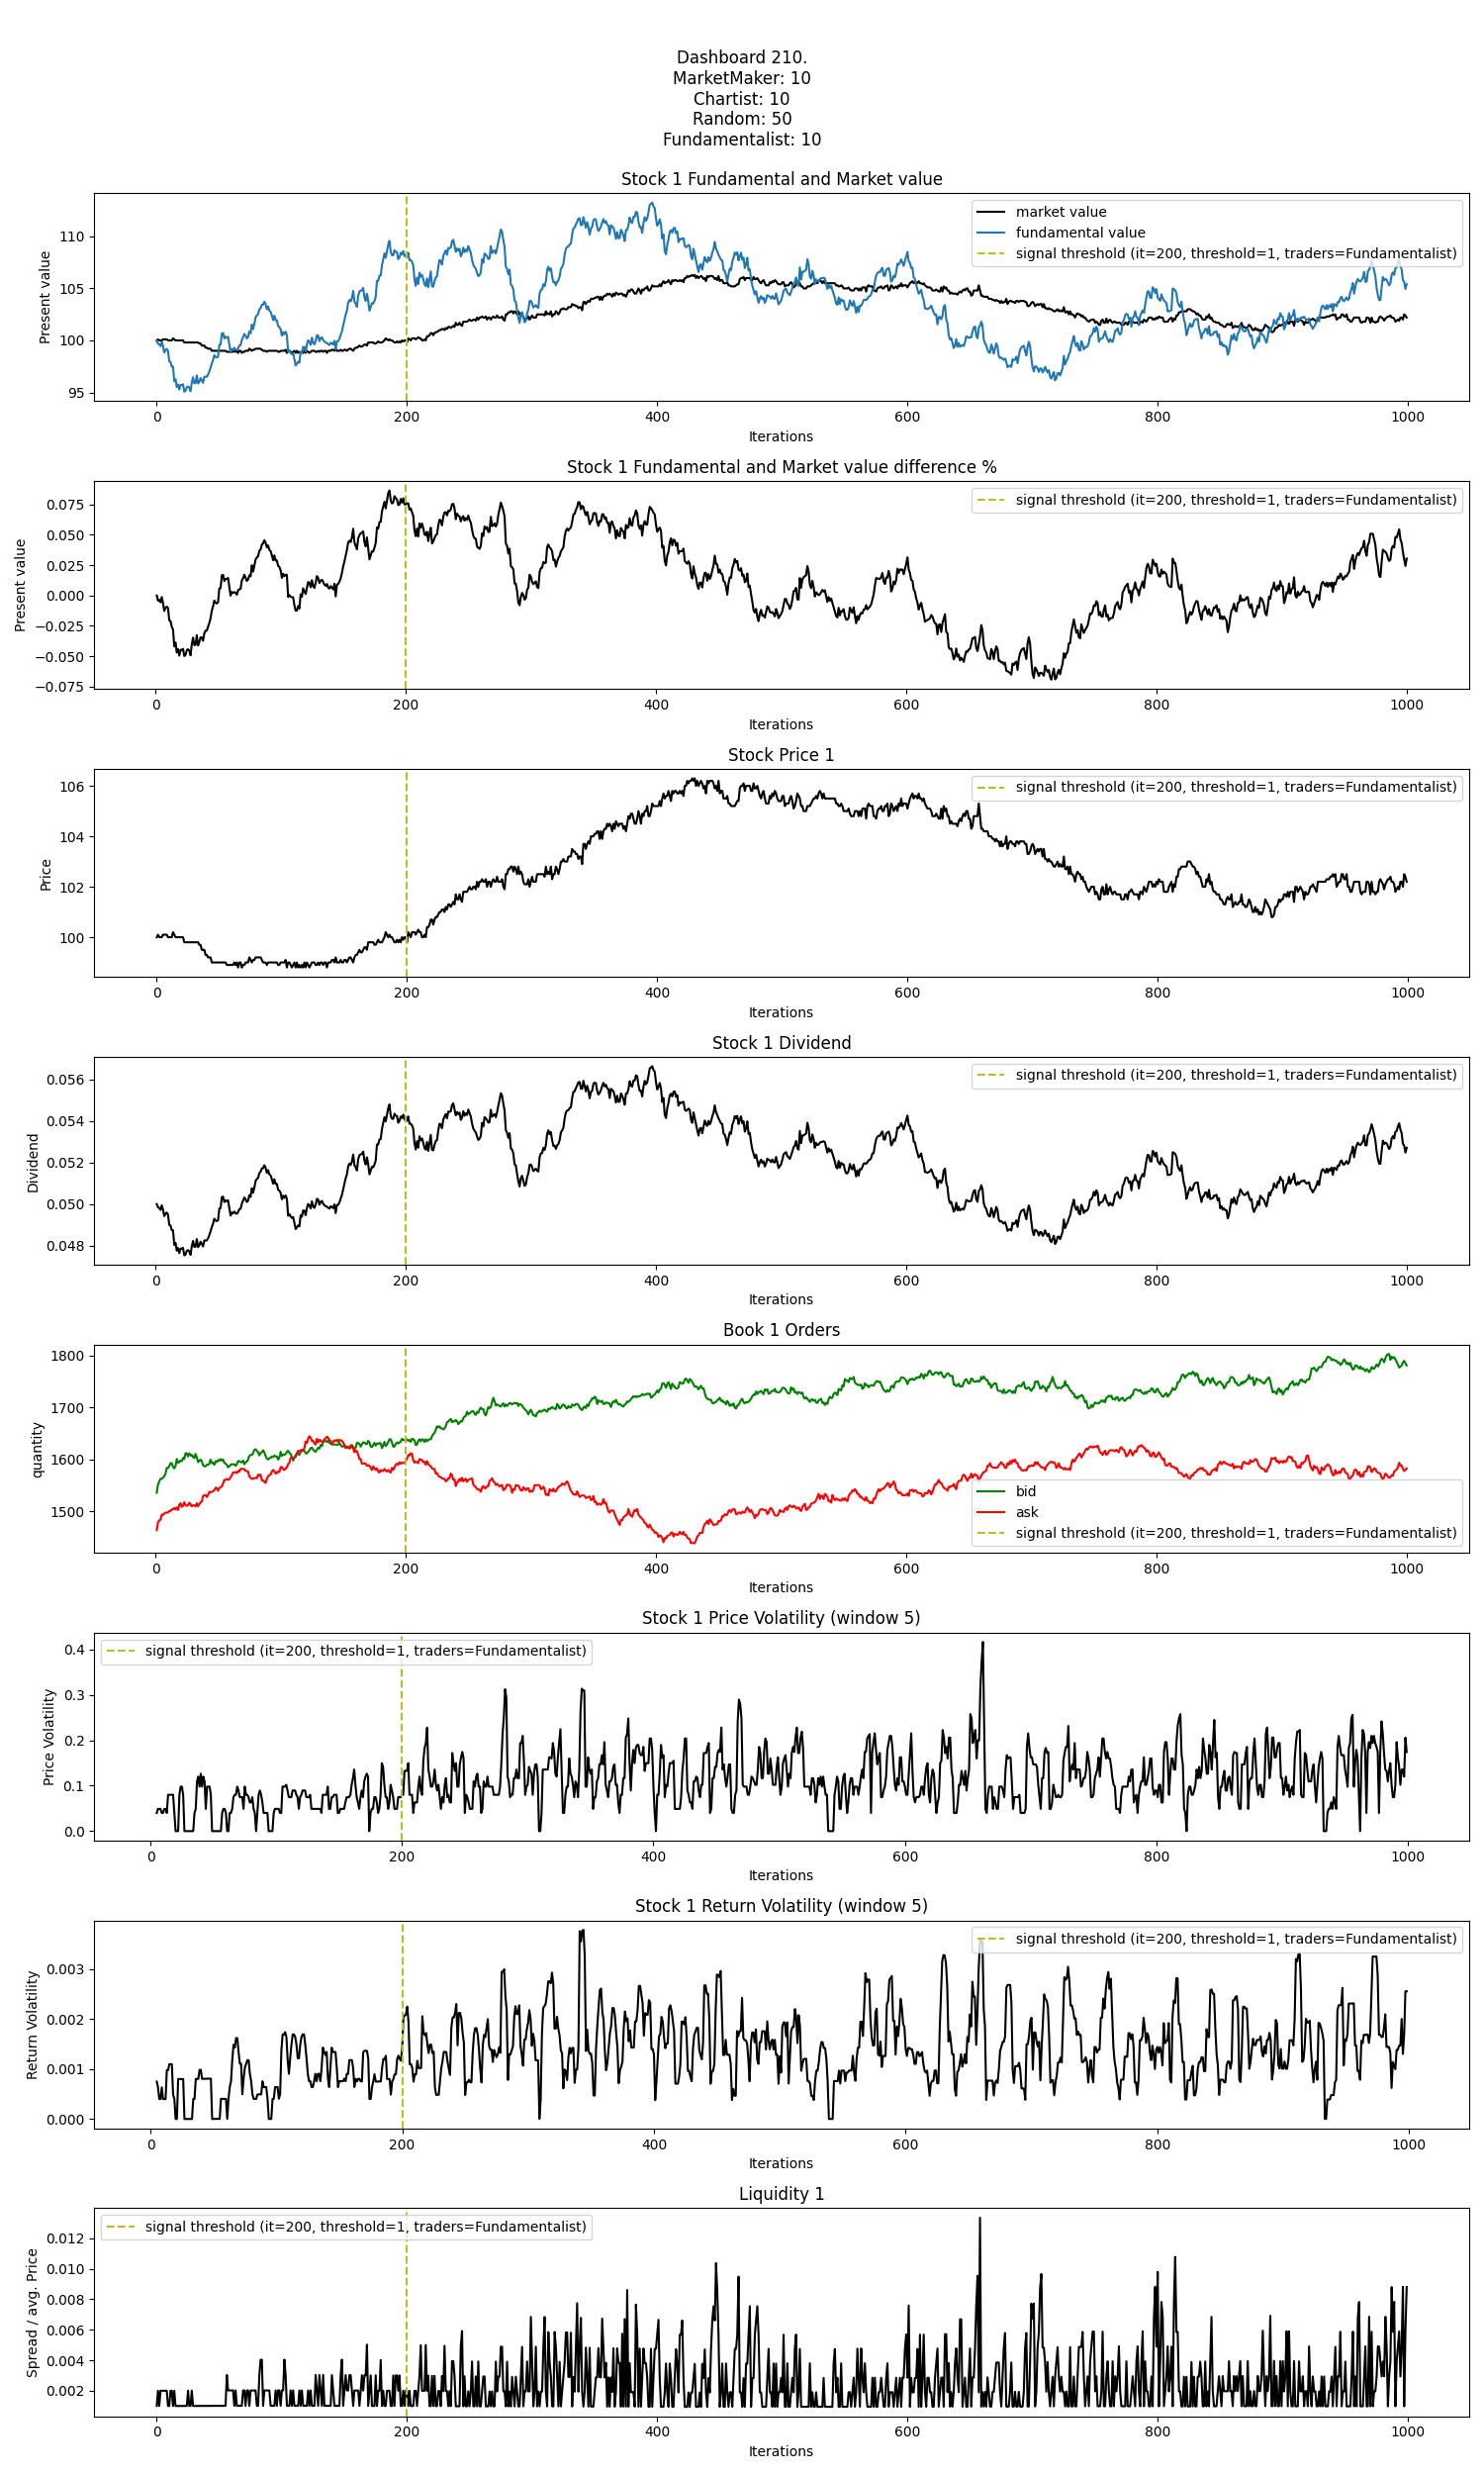 Dashboard 210.
MarketMaker: 10
Chartist: 10
Random: 50
Fundamentalist: 10
Stock 1 Fundamental and Market value
market value
fundamental value
signal threshold (it=200, threshold=1, traders=Fundamentalist)
Present value
110
105
100
95
0 200 400 600 800 1000
Iterations
Stock 1 Fundamental and Market value difference %
signal threshold (it=200, threshold=1, traders=Fundamentalist)
Present value
0.075
0.050
0.025
0.000
−0.025
−0.050
−0.075
0 200 400 600 800 1000
Iterations
Stock Price 1
signal threshold (it=200, threshold=1, traders=Fundamentalist)
Price
106
104
102
100
0 200 400 600 800 1000
Iterations
Stock 1 Dividend
signal threshold (it=200, threshold=1, traders=Fundamentalist)
Dividend
0.056
0.054
0.052
0.050
0.048
0 200 400 600 800 1000
Iterations
Book 1 Orders
quantity
1800
1700
1600
1500
bid
ask
signal threshold (it=200, threshold=1, traders=Fundamentalist)
0 200 400 600 800 1000
Iterations
Stock 1 Price Volatility (window 5)
signal threshold (it=200, threshold=1, traders=Fundamentalist)
Price Volatility
0.4
0.3
0.2
0.1
0.0
0 200 400 600 800 1000
Iterations
Stock 1 Return Volatility (window 5)
signal threshold (it=200, threshold=1, traders=Fundamentalist)
Return Volatility
0.003
0.002
0.001
0.000
0 200 400 600 800 1000
Iterations
Liquidity 1
signal threshold (it=200, threshold=1, traders=Fundamentalist)
Spread / avg. Price
0.012
0.010
0.008
0.006
0.004
0.002
0 200 400 600 800 1000
Iterations